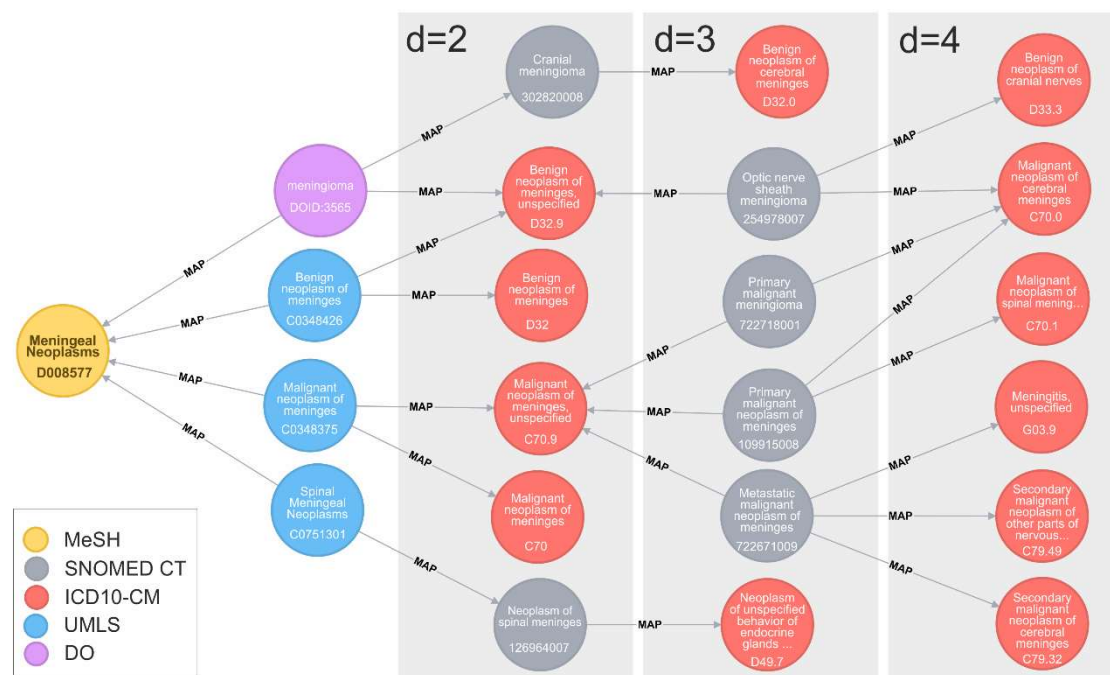 d=2
d=3
d=4
Cranial
meningioma
302820008
MAP
Benign
neoplasm of
cerebral
meninges
D32.0
Benign
neoplasm of
cranial nerves
D33.3
MAP
MAP
meningioma
DOID:3565
MAP
Benign
neoplasm of
meninges,
unspecified
D32.9
MAP
Optic nerve
sheath
meningioma
254978007
MAP
Malignant
neoplasm of
cerebral
meninges
C70.0
MAP
MAP
MAP
MAP
Benign
neoplasm of
meninges
C0348426
MAP
Benign
neoplasm of
meninges
D32
Primary
malignant
meningioma
722718001
Malignant
neoplasm of
spinal mening...
C70.1
MAP
Meningeal
Neoplasms
D008577
MAP
MAP
MAP
MAP
Malignant
neoplasm of
meninges
C0348375
MAP
Malignant
neoplasm of
meninges,
unspecified
C70.9
MAP
Primary
malignant
neoplasm of
meninges
109915008
Meningitis,
unspecified
G03.9
MAP
MAP
MAP
MAP
Spinal
Meningeal
Neoplasms
C0751301
Malignant
neoplasm of
meninges
C70
Metastatic
malignant
neoplasm of
meninges
722671009
MAP
Secondary
malignant
neoplasm of
other parts of
nervous...
C79.49
MAP
MAP
Neoplasm of
spinal meninges
126964007
MAP
Neoplasm
of unspecified
behavior of
endocrine
glands ...
D49.7
Secondary
malignant
neoplasm of
cerebral
meninges
C79.32
MeSH
SNOMED CT
ICD10-CM
UMLS
DO